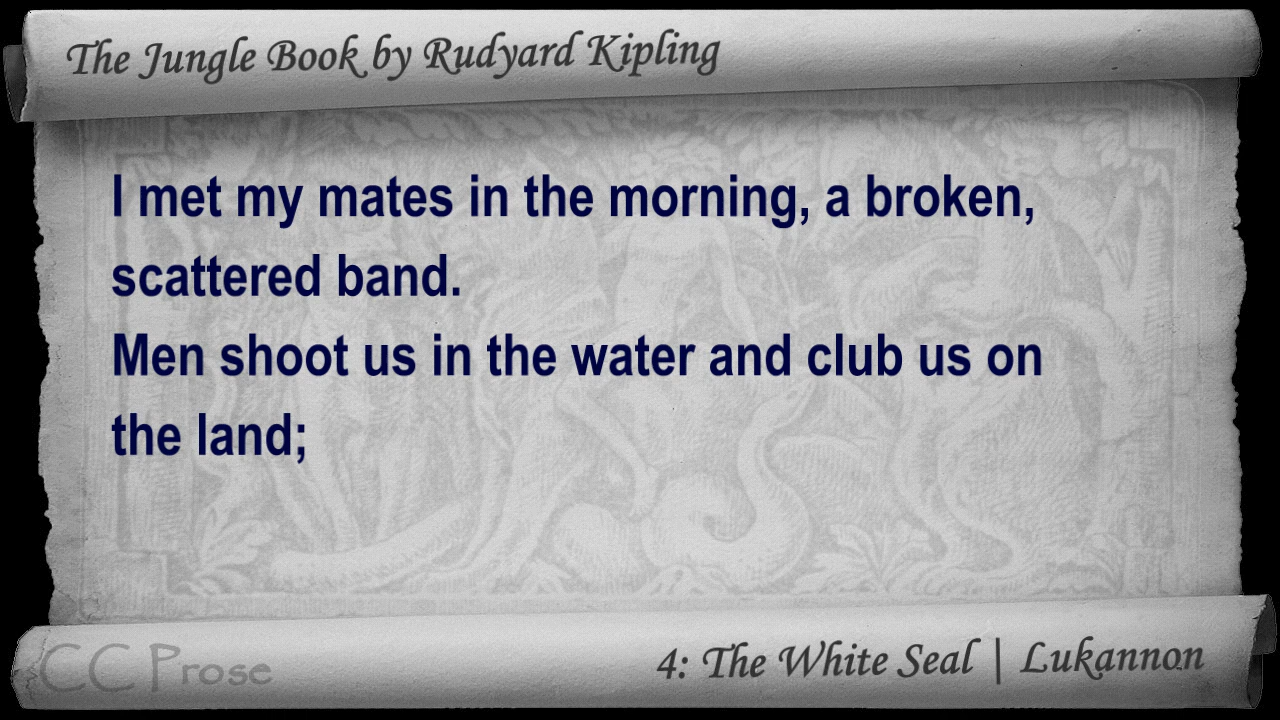 The Jungle Book by Rudyard Kipling
I met my mates in the morning, a broken,
scattered band.
Men shoot us in the water and club us on
the land;
CC Prose
4: The White Seal | Lukannon